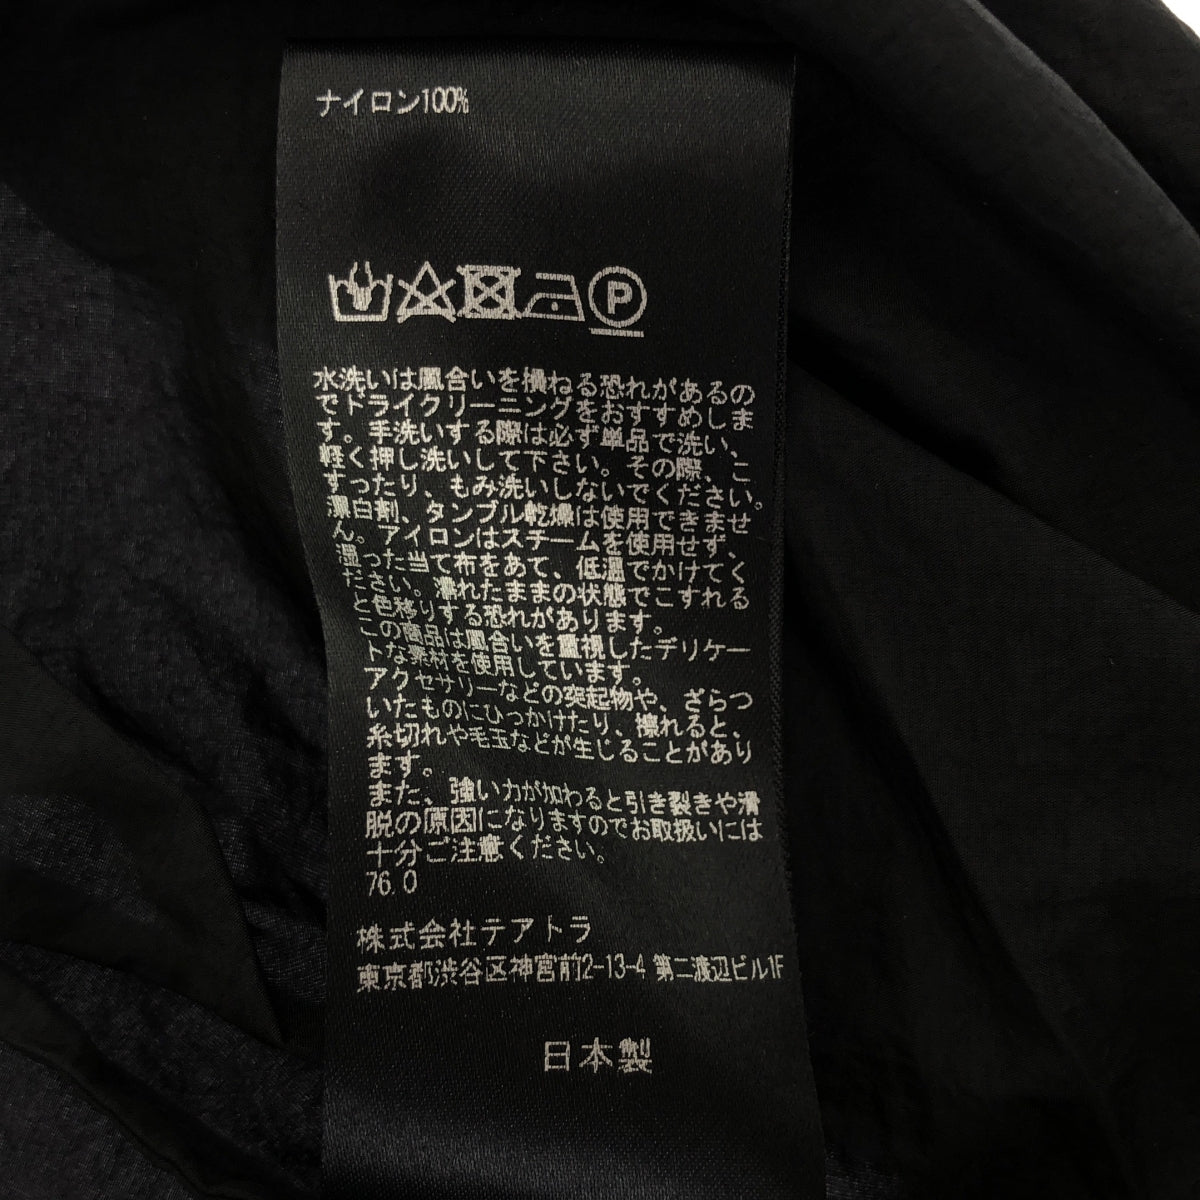 ナイロン100%
P
水洗いは風合いを損ねる恐れがあるの
でドライクリーニングをおすすめしま
す。手洗いする際は必ず単品で洗い、
軽く押し洗いして下さい。その際、こ
すったり、もみ洗いしないでください。
漂白剤、タンブル乾燥は使用できませ
ん。アイロンはスチームを使用せず、
湿った当て布をあて、低温でかけてく
ださい。濡れたままの状態でこすれる
と色移りする恐れがあります。
この商品は風合いを重視したデリケー
トな素材を使用しています。
アクセサリーなどの突起物や、ざらつ
いたものにひっかけたり、擦れると、
糸切れや毛玉などが生じることがあり
ます。
また、強い力が加わると引き裂きや滑
脱の原因になりますのでお取扱いには
十分ご注意ください。
76.0
株式会社テアトラ
東京都渋谷区神宮前2-13-4 第二渡辺ビル1F
日本製